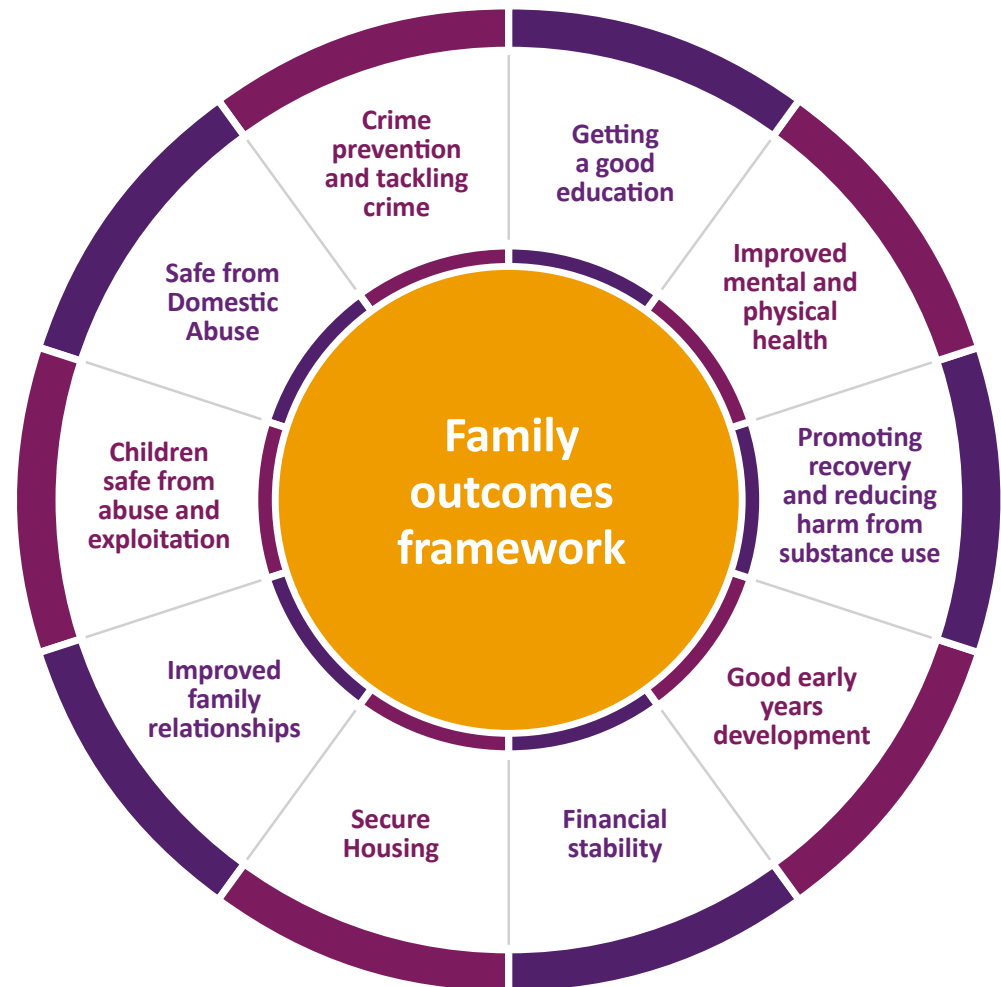 Family
outcomes
framework
Getting
a good
education
Improved
mental and
physical
health
Promoting
recovery
and reducing
harm from
substance use
Good early
years
development
Financial
stability
Secure
Housing
Improved
family
relationships
Children
safe from
abuse and
exploitation
Safe from
Domestic
Abuse
Crime
prevention
and tackling
crime